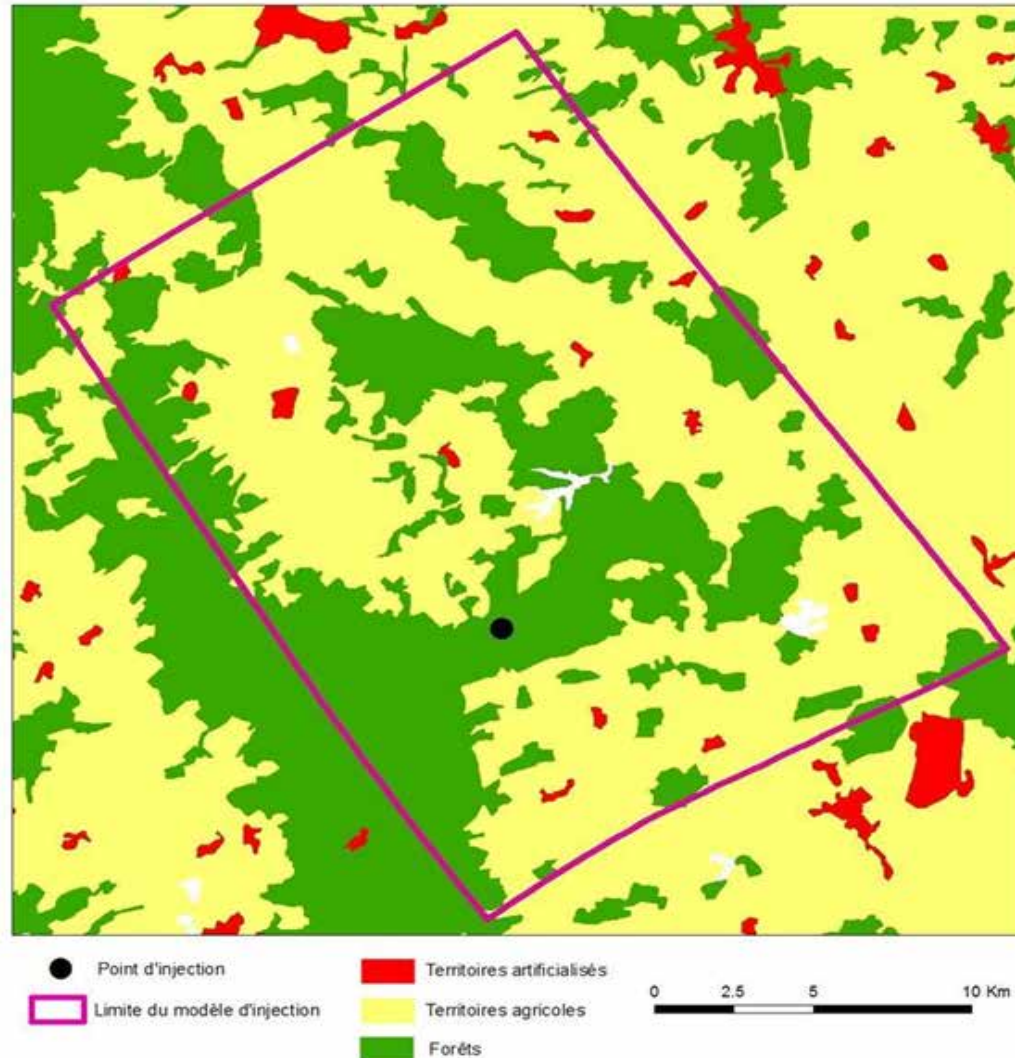 Point d'injection
Limite du modèle d'injection
Territoires artificialisés
Territoires agricoles
Forêts
0 2.5 5 10 Km